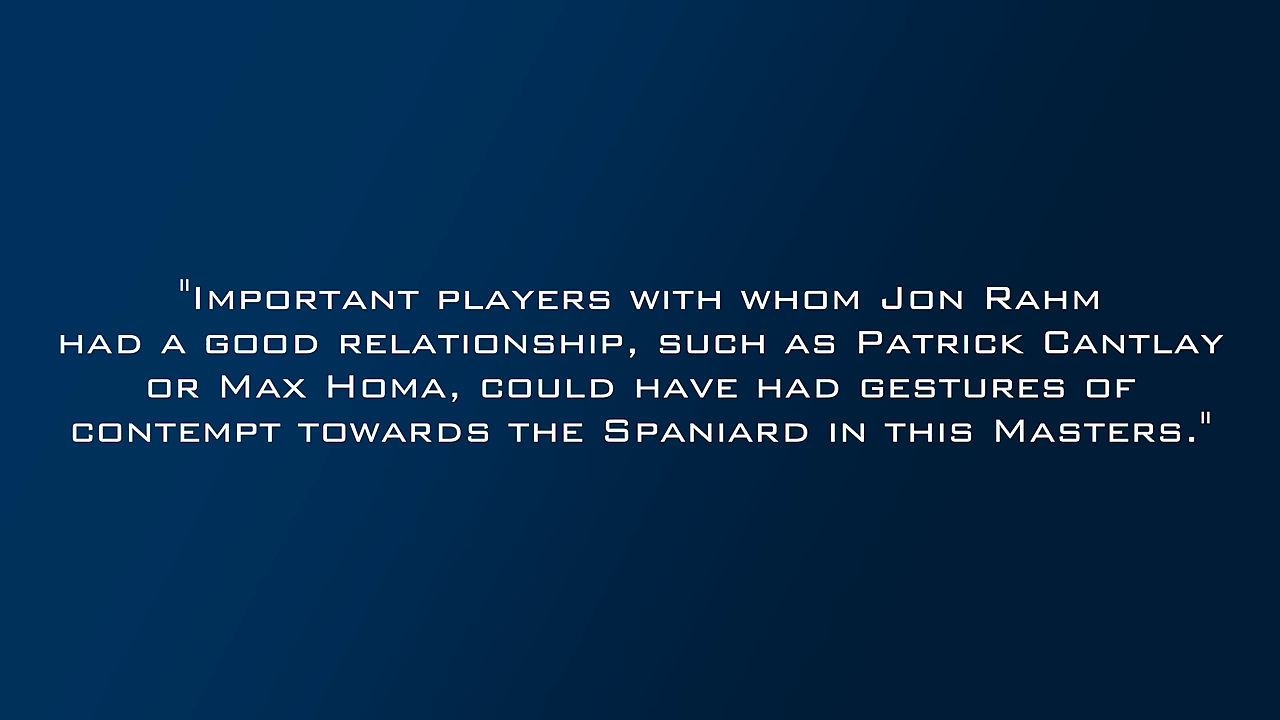 "Important players with whom Jon Rahm
had a good relationship, such as Patrick Cantlay
or Max Homa, could have had gestures of
contempt towards the Spaniard in this Masters."